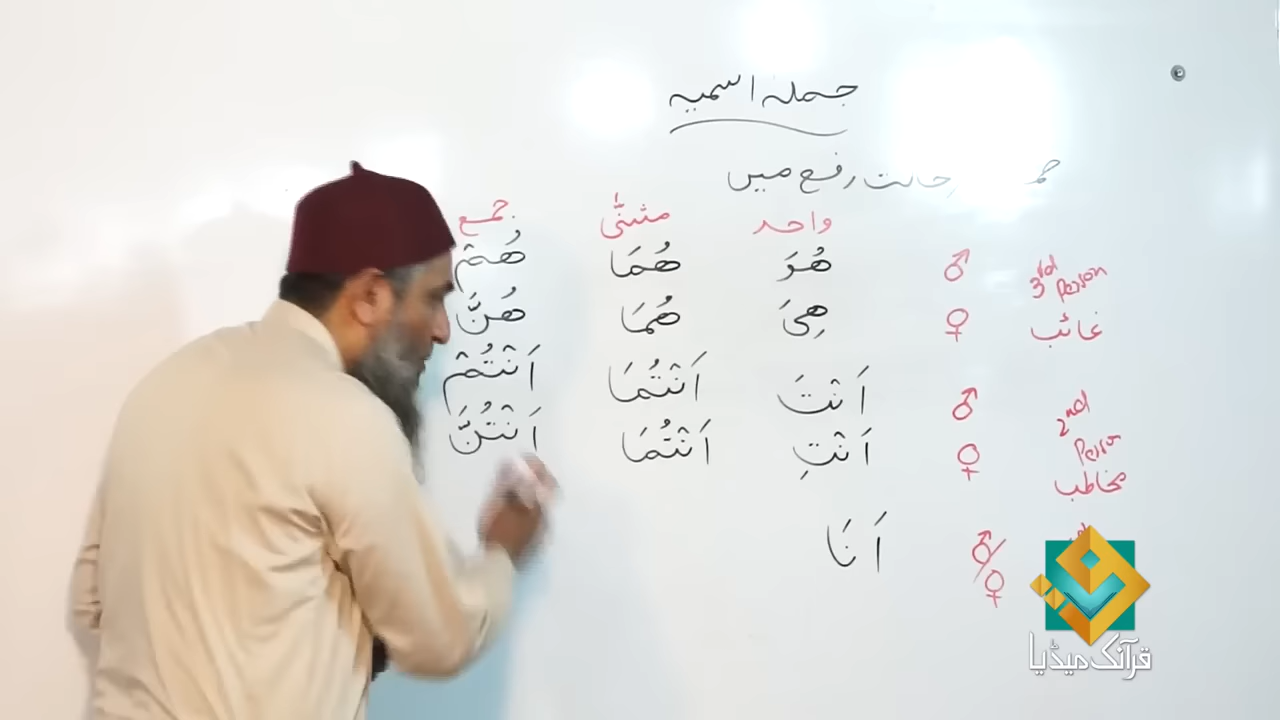 جملہ اسمیہ
حالت رفع میں
واحد مثنیٰ جمع
3rd Person ♂ هُوَ هُمَا هُمْ
غائب ♀ هِيَ هُمَا هُنَّ
2nd ♂ اَنْتَ اَنْتُمَا اَنْتُمْ
Person ♀ اَنْتِ اَنْتُمَا اَنْتُنَّ
مخاطب
♂/♀ اَنَا
قرآنک میڈیا